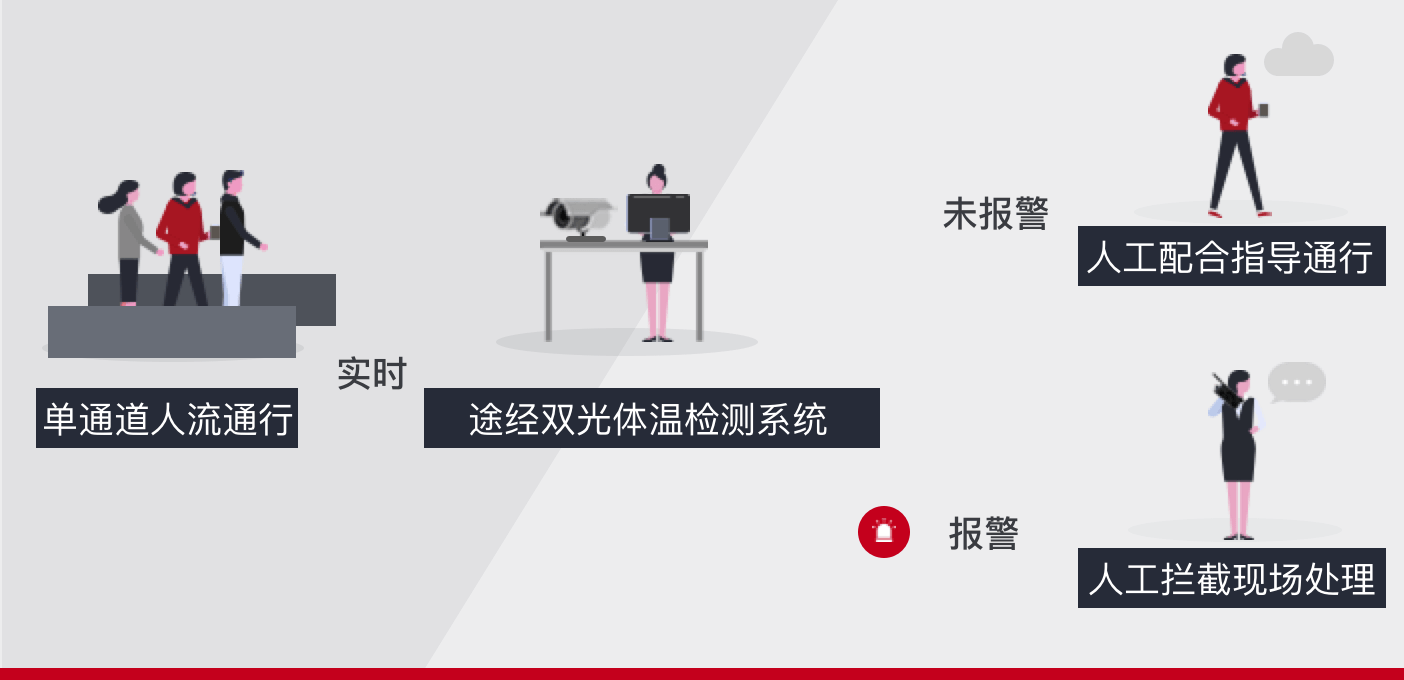 单通道人流通行
实时
途经双光体温检测系统
未报警
人工配合指导通行
报警
人工拦截现场处理